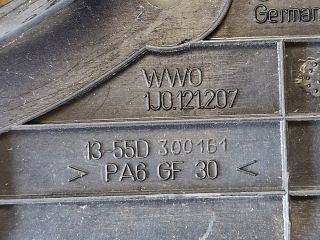 German
WWO
1J0.121.207
13-55D 300161
> PA6 GF 30 <